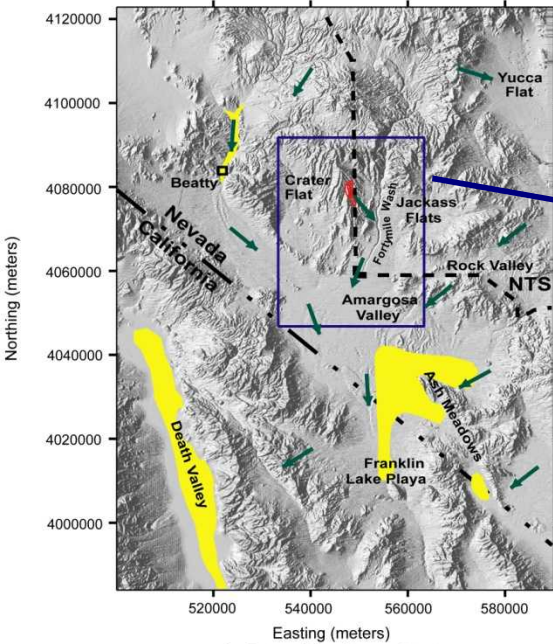 4120000
4100000
4080000
4060000
4040000
4020000
4000000
Northing (meters)
520000
540000
560000
580000
Easting (meters)
Yucca
Flat
Beatty
Crater
Flat
Fortymile Wash
Jackass
Flats
Nevada
California
Rock Valley
NTS
Amargosa
Valley
Ash Meadows
Death Valley
Franklin
Lake Playa